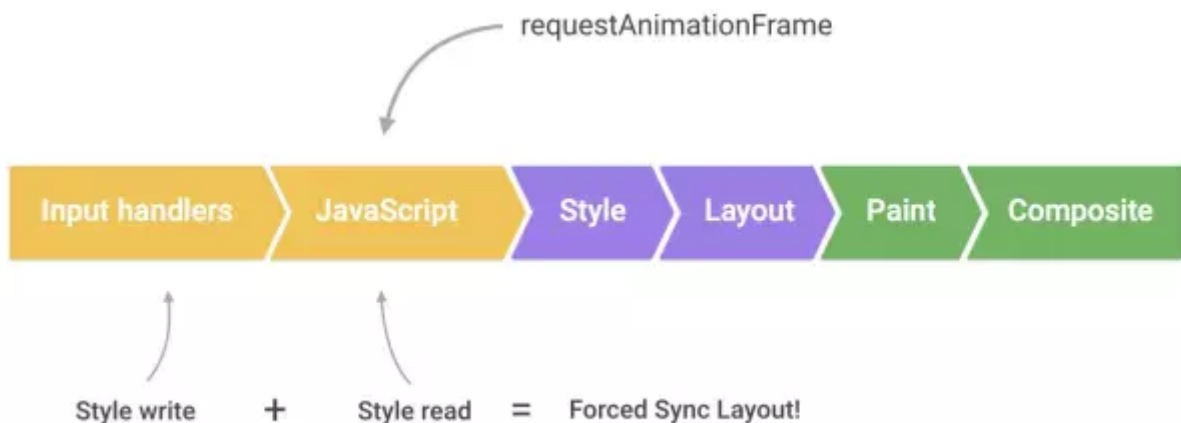 requestAnimationFrame
Input handlers JavaScript Style Layout Paint Composite
Style write + Style read = Forced Sync Layout!